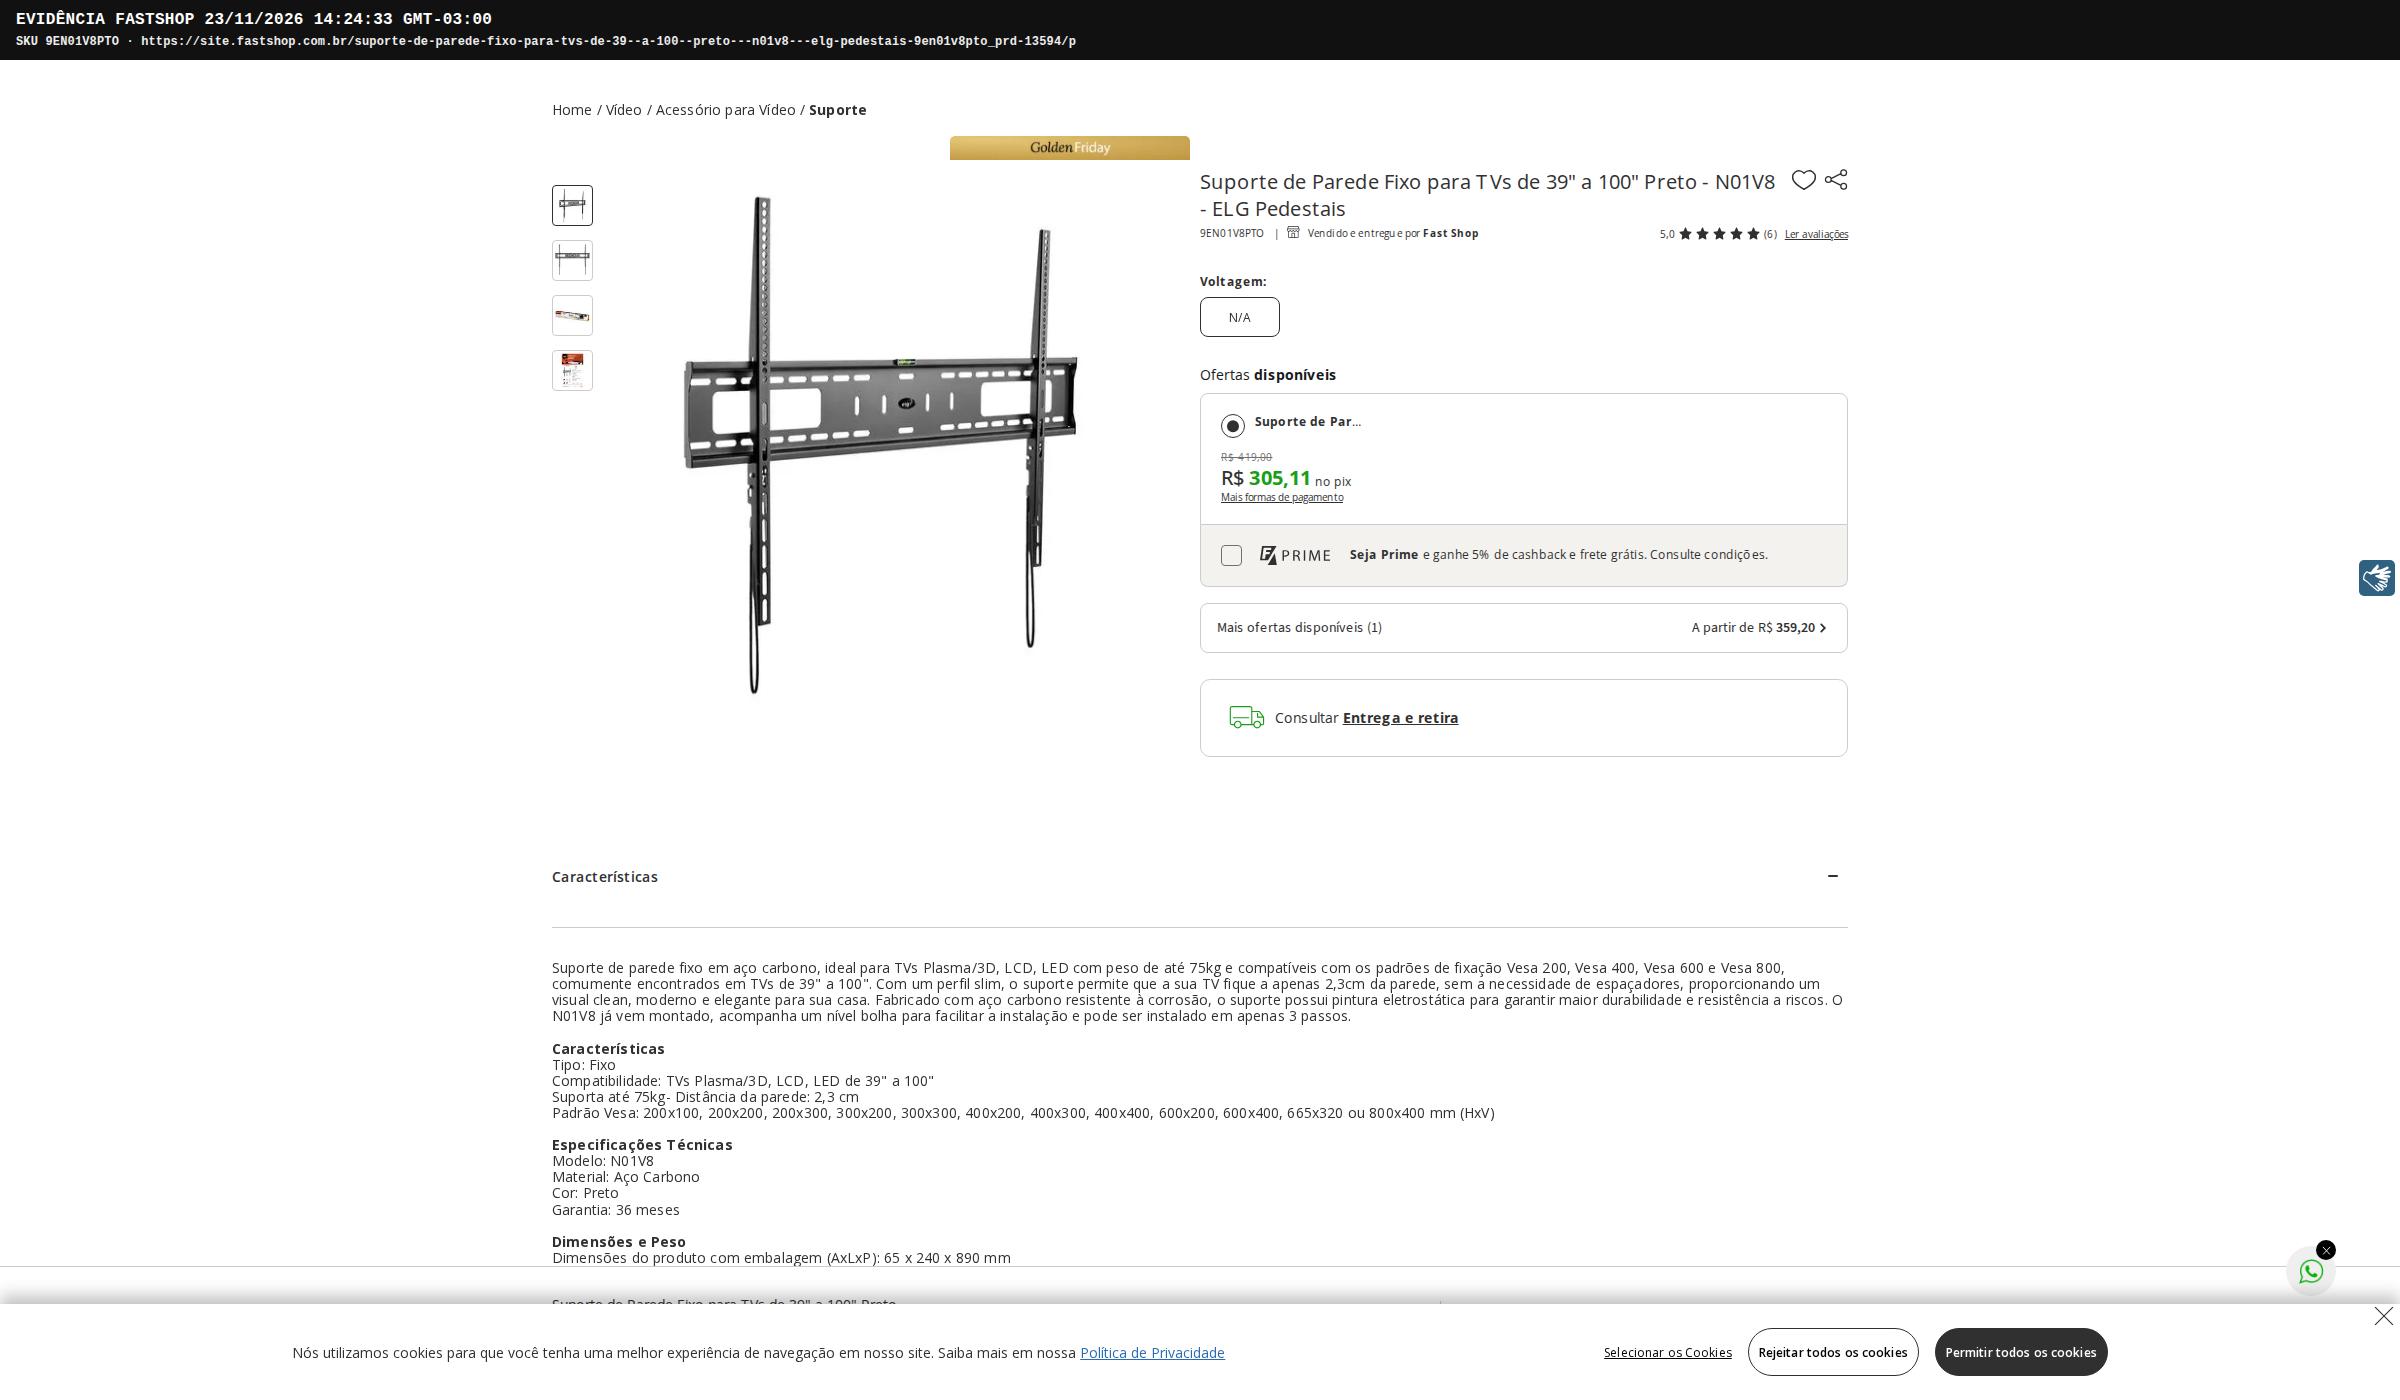 EVIDÊNCIA FASTSHOP 23/11/2026 14:24:33 GMT-03:00
SKU 9EN01V8PTO · https://site.fastshop.com.br/suporte-de-parede-fixo-para-tvs-de-39--a-100--preto---n01v8---elg-pedestais-9en01v8pto_prd-13594/p
Home / Vídeo / Acessório para Vídeo / Suporte
Golden Friday
Suporte de Parede Fixo para TVs de 39" a 100" Preto - N01V8
- ELG Pedestais
9EN01V8PTO | Vendido e entregue por Fast Shop
5,0 (6) Ler avaliações
Voltagem:
N/A
Ofertas disponíveis
Suporte de Par...
R$ 419,00
R$ 305,11 no pix
Mais formas de pagamento
PRIME Seja Prime e ganhe 5% de cashback e frete grátis. Consulte condições.
Mais ofertas disponíveis (1) A partir de R$ 359,20
Consultar Entrega e retira
Características
Suporte de parede fixo em aço carbono, ideal para TVs Plasma/3D, LCD, LED com peso de até 75kg e compatíveis com os padrões de fixação Vesa 200, Vesa 400, Vesa 600 e Vesa 800,
comumente encontrados em TVs de 39" a 100". Com um perfil slim, o suporte permite que a sua TV fique a apenas 2,3cm da parede, sem a necessidade de espaçadores, proporcionando um
visual clean, moderno e elegante para sua casa. Fabricado com aço carbono resistente à corrosão, o suporte possui pintura eletrostática para garantir maior durabilidade e resistência a riscos. O
N01V8 já vem montado, acompanha um nível bolha para facilitar a instalação e pode ser instalado em apenas 3 passos.
Características
Tipo: Fixo
Compatibilidade: TVs Plasma/3D, LCD, LED de 39" a 100"
Suporta até 75kg- Distância da parede: 2,3 cm
Padrão Vesa: 200x100, 200x200, 200x300, 300x200, 300x300, 400x200, 400x300, 400x400, 600x200, 600x400, 665x320 ou 800x400 mm (HxV)
Especificações Técnicas
Modelo: N01V8
Material: Aço Carbono
Cor: Preto
Garantia: 36 meses
Dimensões e Peso
Dimensões do produto com embalagem (AxLxP): 65 x 240 x 890 mm
Suporte de Parede Fixo para TVs de 39" a 100" Preto
Nós utilizamos cookies para que você tenha uma melhor experiência de navegação em nosso site. Saiba mais em nossa Política de Privacidade
Selecionar os Cookies
Rejeitar todos os cookies
Permitir todos os cookies